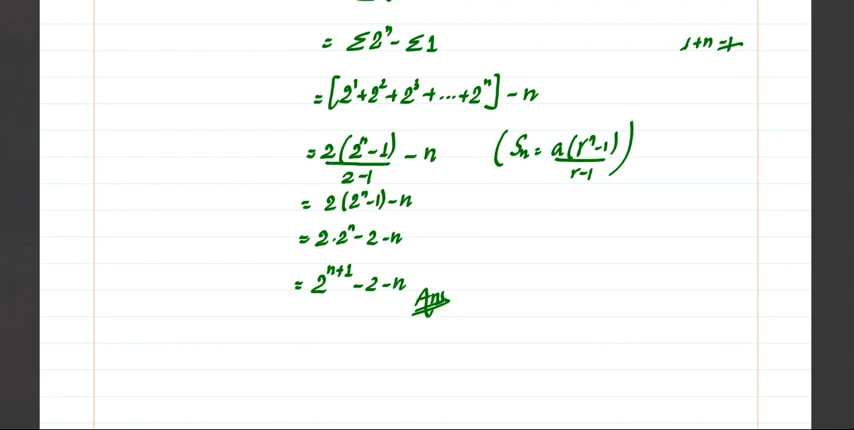 = Σ2ⁿ - Σ1
1+n=1
= [2¹+2²+2³+...+2ⁿ] - n
= 2(2ⁿ-1)/2-1 - n (Sn = a(rⁿ-1)/r-1)
= 2(2ⁿ-1)-n
= 2·2ⁿ-2-n
= 2ⁿ⁺¹-2-n Ans